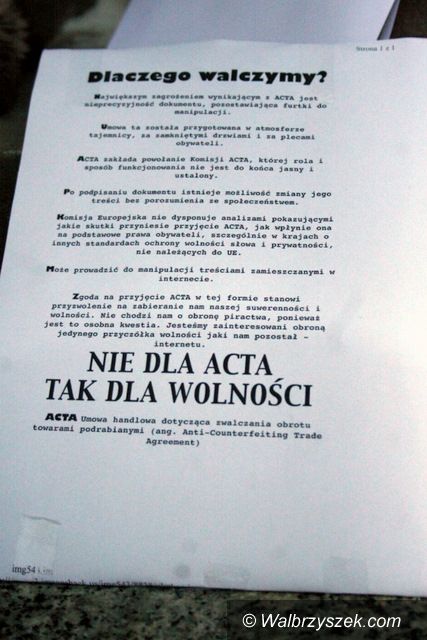 Strona 1 z 1
Dlaczego walczymy?
Największym zagrożeniem wynikającym z ACTA jest
nieprecyzyjność dokumentu, pozostawiająca furtki do
manipulacji.
Umowa ta została przygotowana w atmosferze
tajemnicy, za zamkniętymi drzwiami i za plecami
obywateli.
ACTA zakłada powołanie Komisji ACTA, której rola i
sposób funkcjonowania nie jest do końca jasny i
ustalony.
Po podpisaniu dokumentu istnieje możliwość zmiany jego
treści bez porozumienia ze społeczeństwem.
Komisja Europejska nie dysponuje analizami pokazującymi
jakie skutki przyniesie przyjęcie ACTA, jak wpłynie ona
na podstawowe prawa obywateli, szczególnie w krajach o
innych standardach ochrony wolności słowa i prywatności,
nie należących do UE.
Może prowadzić do manipulacji treściami zamieszczanymi w
internecie.
Zgoda na przyjęcie ACTA w tej formie stanowi
przyzwolenie na zabieranie nam naszej suwerenności i
wolności. Nie chodzi nam o obronę piractwa, ponieważ
jest to osobna kwestia. Jesteśmy zainteresowani obroną
jedynego przyczółka wolności jaki nam pozostał –
internetu.
NIE DLA ACTA
TAK DLA WOLNOŚCI
ACTA Umowa handlowa dotycząca zwalczania obrotu
towarami podrabianymi (ang. Anti-Counterfeiting Trade
Agreement)
img54
© Walbrzyszek.com